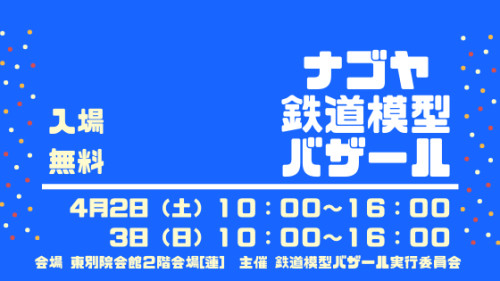 ナゴヤ
鉄道模型
バザール
入場
無料
4月2日（土）10：00～16：00
3日（日）10：00～16：00
会場 東別院会館2階会場[蓮] 主催 鉄道模型バザール実行委員会